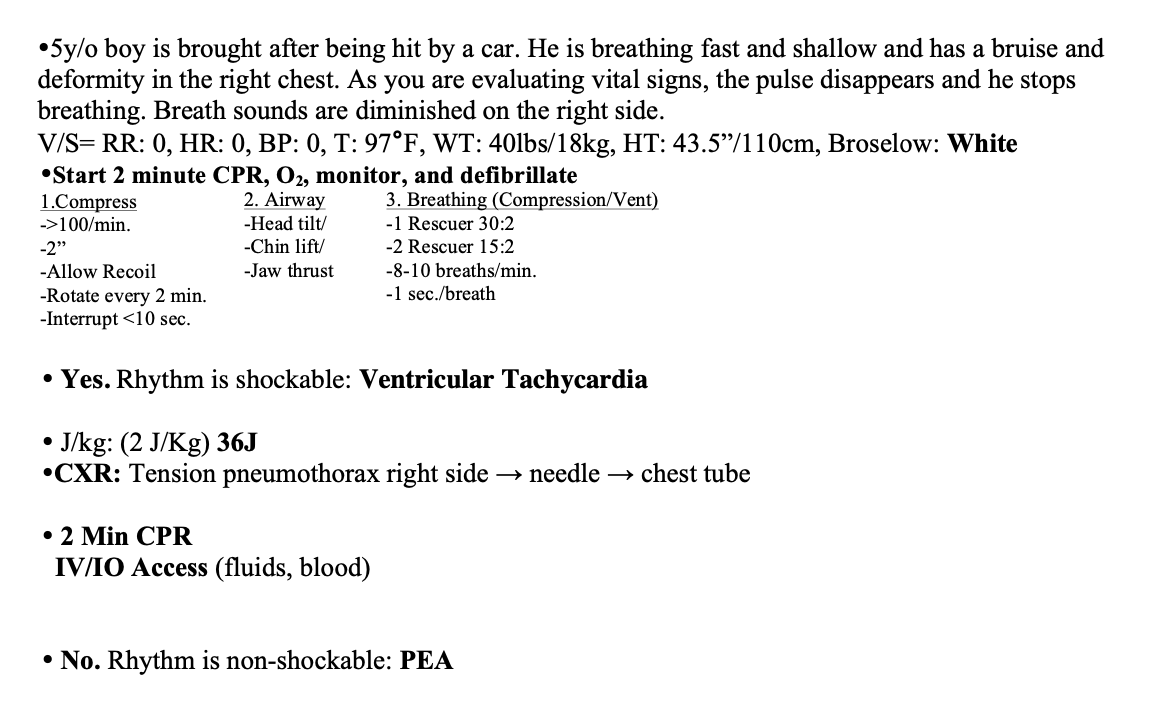 •5y/o boy is brought after being hit by a car. He is breathing fast and shallow and has a bruise and
deformity in the right chest. As you are evaluating vital signs, the pulse disappears and he stops
breathing. Breath sounds are diminished on the right side.
V/S= RR: 0, HR: 0, BP: 0, T: 97°F, WT: 40lbs/18kg, HT: 43.5”/110cm, Broselow: White
•Start 2 minute CPR, O₂, monitor, and defibrillate
1.Compress
->100/min.
-2”
-Allow Recoil
-Rotate every 2 min.
-Interrupt <10 sec.
2. Airway
-Head tilt/
-Chin lift/
-Jaw thrust
3. Breathing (Compression/Vent)
-1 Rescuer 30:2
-2 Rescuer 15:2
-8-10 breaths/min.
-1 sec./breath
• Yes. Rhythm is shockable: Ventricular Tachycardia
• J/kg: (2 J/Kg) 36J
•CXR: Tension pneumothorax right side → needle → chest tube
• 2 Min CPR
IV/IO Access (fluids, blood)
• No. Rhythm is non-shockable: PEA